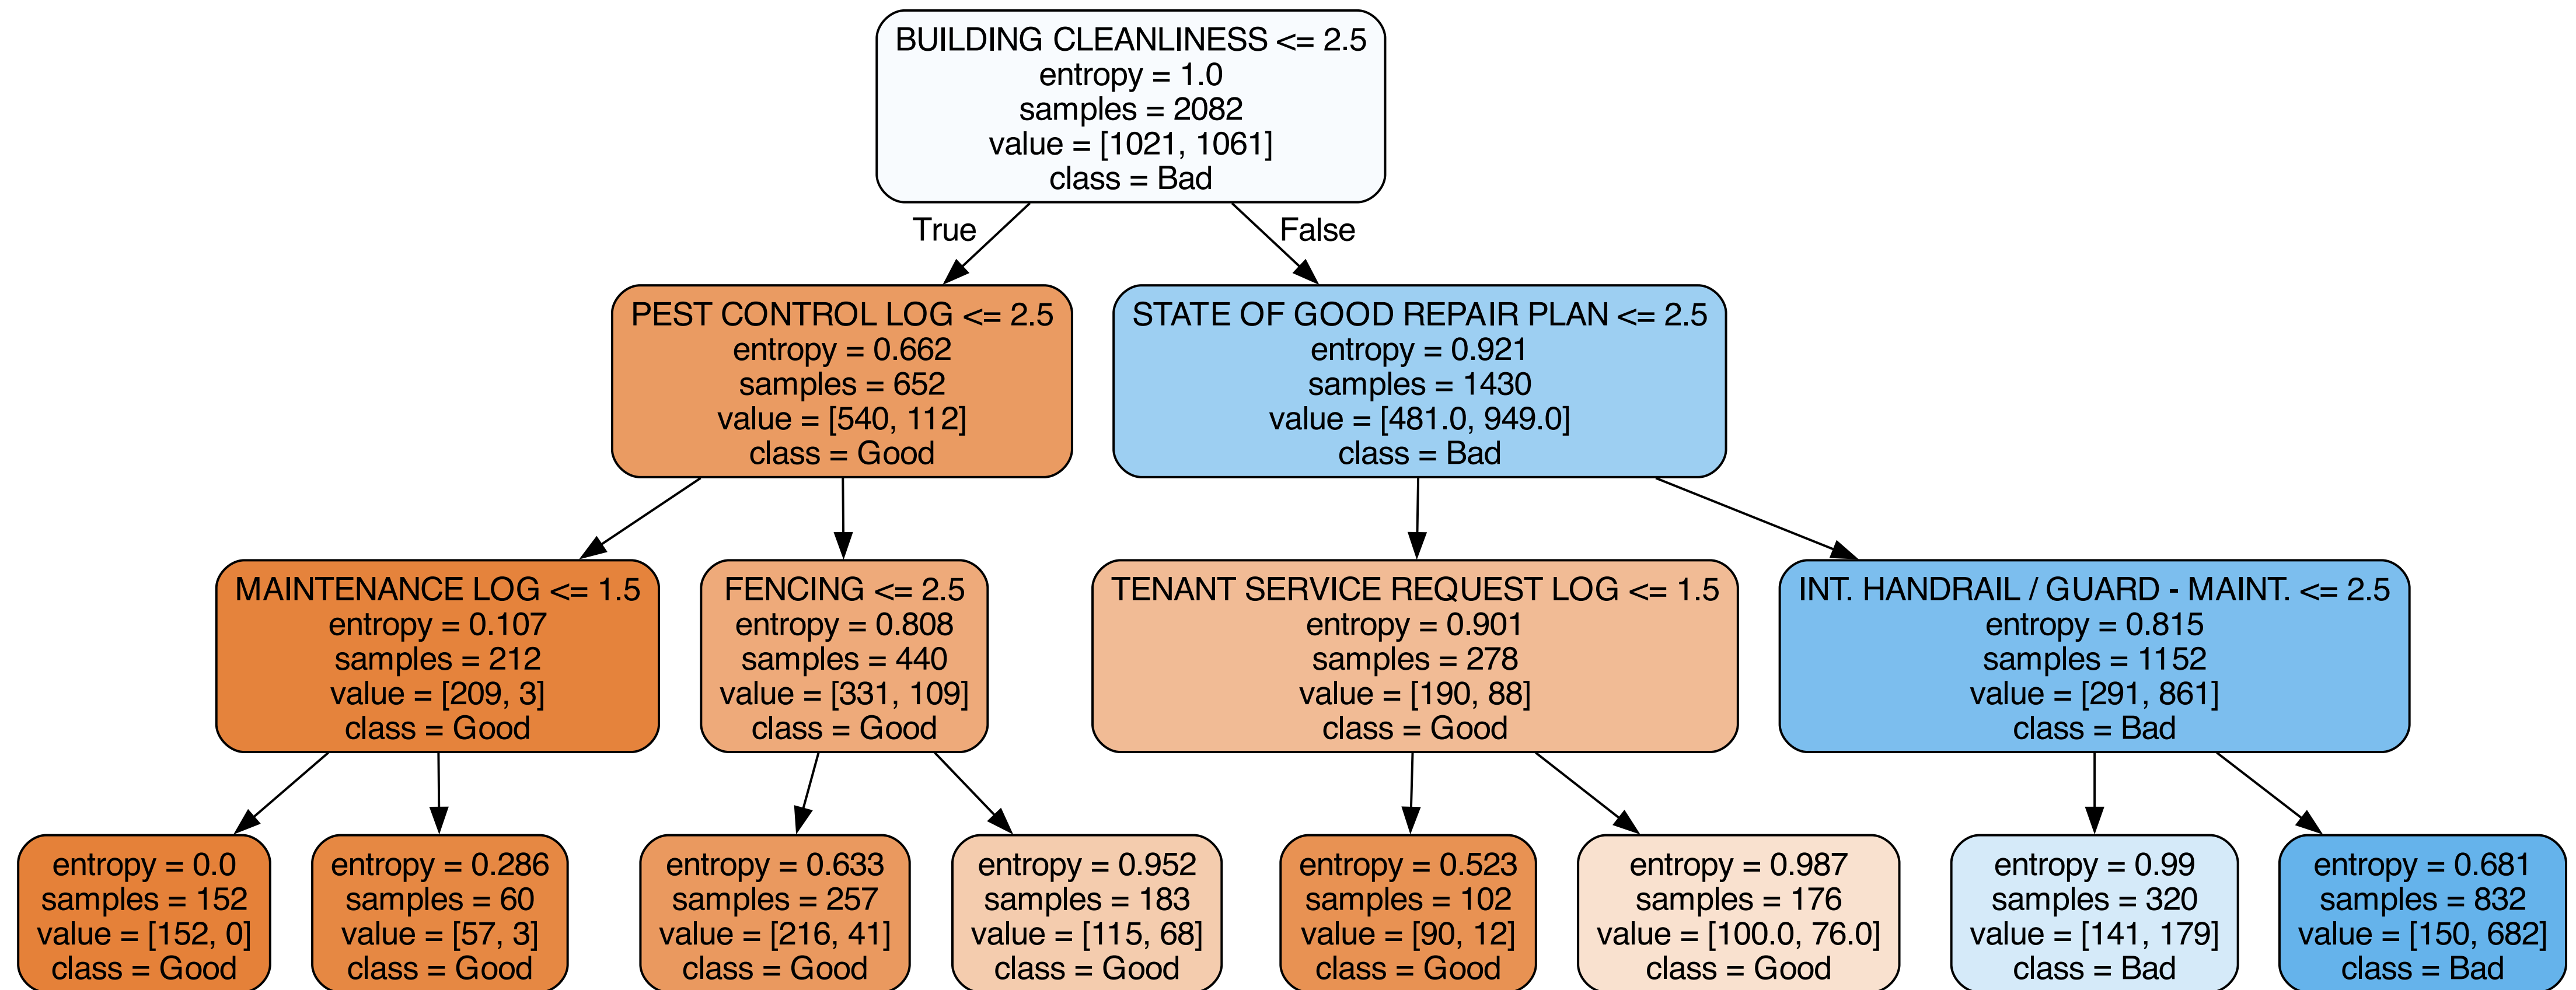 BUILDING CLEANLINESS <= 2.5
entropy = 1.0
samples = 2082
value = [1021, 1061]
class = Bad
True
False
PEST CONTROL LOG <= 2.5
entropy = 0.662
samples = 652
value = [540, 112]
class = Good
STATE OF GOOD REPAIR PLAN <= 2.5
entropy = 0.921
samples = 1430
value = [481.0, 949.0]
class = Bad
MAINTENANCE LOG <= 1.5
entropy = 0.107
samples = 212
value = [209, 3]
class = Good
FENCING <= 2.5
entropy = 0.808
samples = 440
value = [331, 109]
class = Good
TENANT SERVICE REQUEST LOG <= 1.5
entropy = 0.901
samples = 278
value = [190, 88]
class = Good
INT. HANDRAIL / GUARD - MAINT. <= 2.5
entropy = 0.815
samples = 1152
value = [291, 861]
class = Bad
entropy = 0.0
samples = 152
value = [152, 0]
class = Good
entropy = 0.286
samples = 60
value = [57, 3]
class = Good
entropy = 0.633
samples = 257
value = [216, 41]
class = Good
entropy = 0.952
samples = 183
value = [115, 68]
class = Good
entropy = 0.523
samples = 102
value = [90, 12]
class = Good
entropy = 0.987
samples = 176
value = [100.0, 76.0]
class = Good
entropy = 0.99
samples = 320
value = [141, 179]
class = Bad
entropy = 0.681
samples = 832
value = [150, 682]
class = Bad